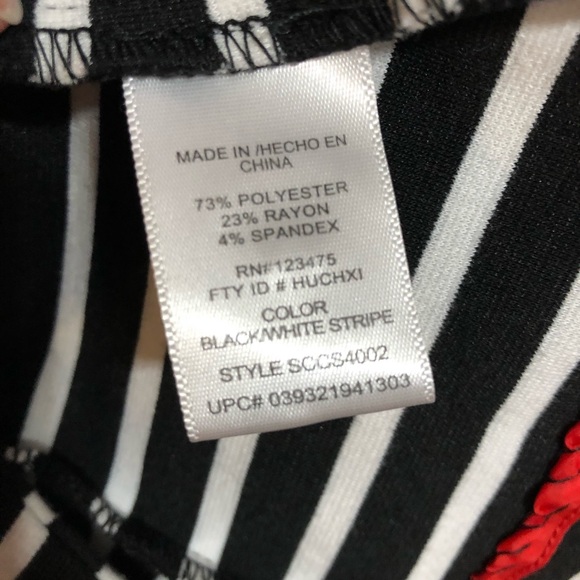 MADE IN /HECHO EN
CHINA
73% POLYESTER
23% RAYON
4% SPANDEX
RN# 123475
FTY ID # HUCHXI
COLOR
BLACK/WHITE STRIPE
STYLE SCCS4002
UPC# 039321941303